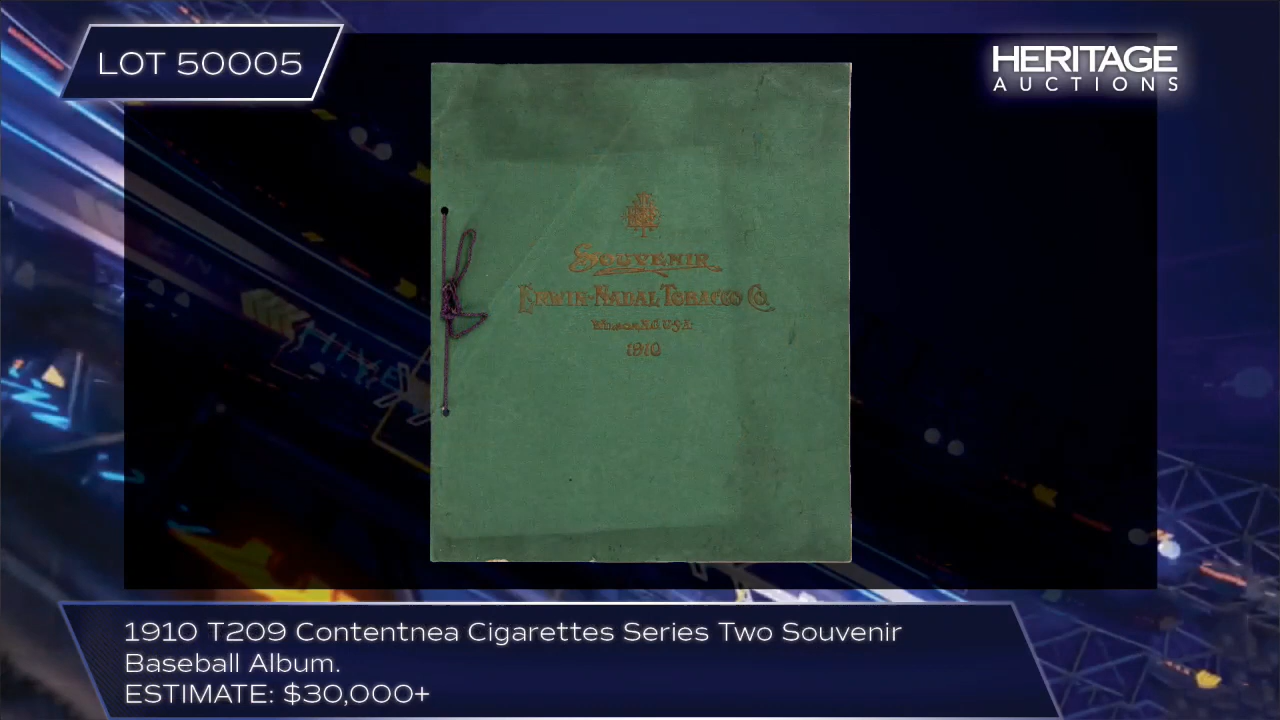 LOT 50005
HERITAGE
AUCTIONS
SOUVENIR
ERWIN-NADAL TOBACCO CO.
WILSON, N.C. U.S.A.
1910
1910 T209 Contentnea Cigarettes Series Two Souvenir
Baseball Album.
ESTIMATE: $30,000+